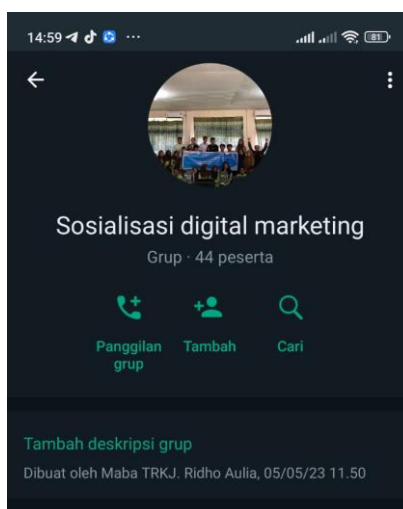 14:59 ...
81
Sosialisasi digital marketing
Grup · 44 peserta
Panggilan grup
Tambah
Cari
Tambah deskripsi grup
Dibuat oleh Maba TRKJ. Ridho Aulia, 05/05/23 11.50